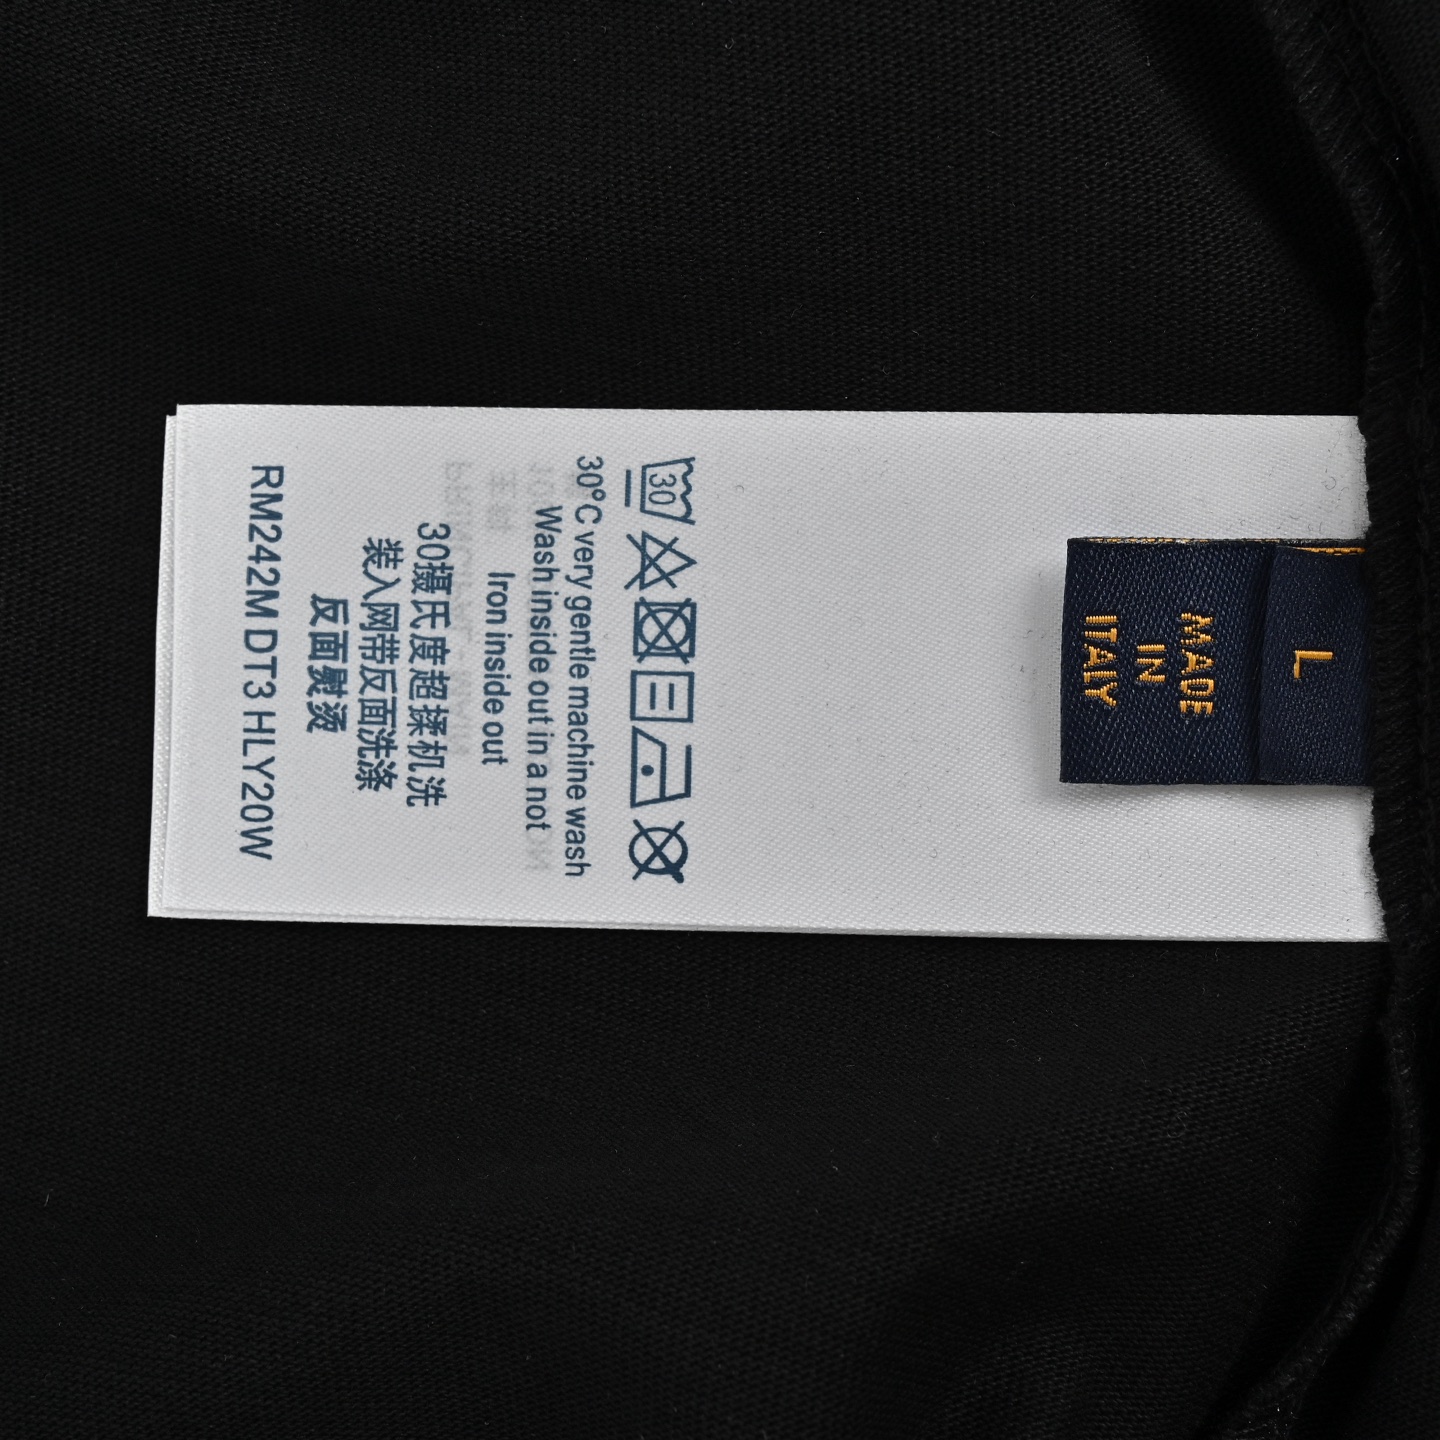 L
MADE
IN
ITALY
30
30°C very gentle machine wash
Wash inside out in a not
Iron inside out
30摄氏度超揉机洗
装入网带反面洗涤
反面熨烫
RM242M DT3 HLY20W